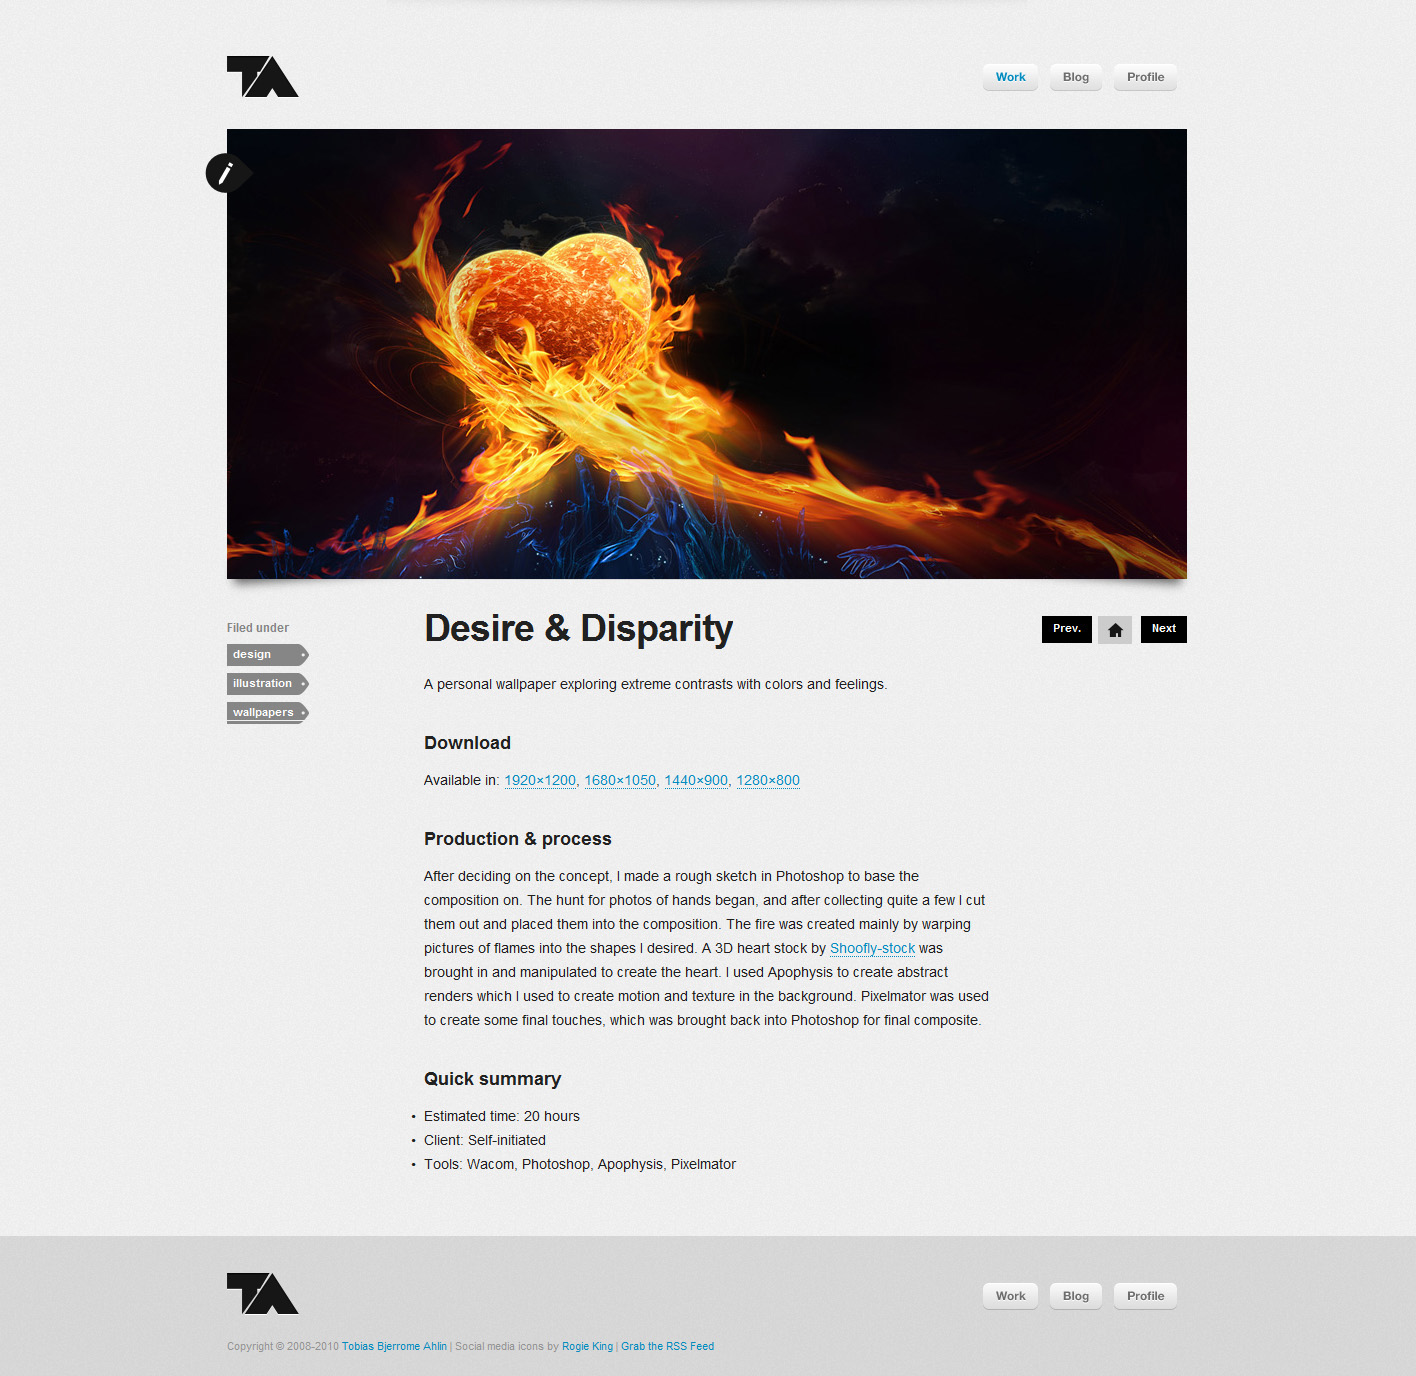 TA
Work
Blog
Profile
Filed under
design
illustration
wallpapers
Desire & Disparity
Prev.
Next
A personal wallpaper exploring extreme contrasts with colors and feelings.
Download
Available in: 1920×1200, 1680×1050, 1440×900, 1280×800
Production & process
After deciding on the concept, I made a rough sketch in Photoshop to base the
composition on. The hunt for photos of hands began, and after collecting quite a few I cut
them out and placed them into the composition. The fire was created mainly by warping
pictures of flames into the shapes I desired. A 3D heart stock by Shoofly-stock was
brought in and manipulated to create the heart. I used Apophysis to create abstract
renders which I used to create motion and texture in the background. Pixelmator was used
to create some final touches, which was brought back into Photoshop for final composite.
Quick summary
• Estimated time: 20 hours
• Client: Self-initiated
• Tools: Wacom, Photoshop, Apophysis, Pixelmator
TA
Work
Blog
Profile
Copyright © 2008-2010 Tobias Bjerrome Ahlin | Social media icons by Rogie King | Grab the RSS Feed